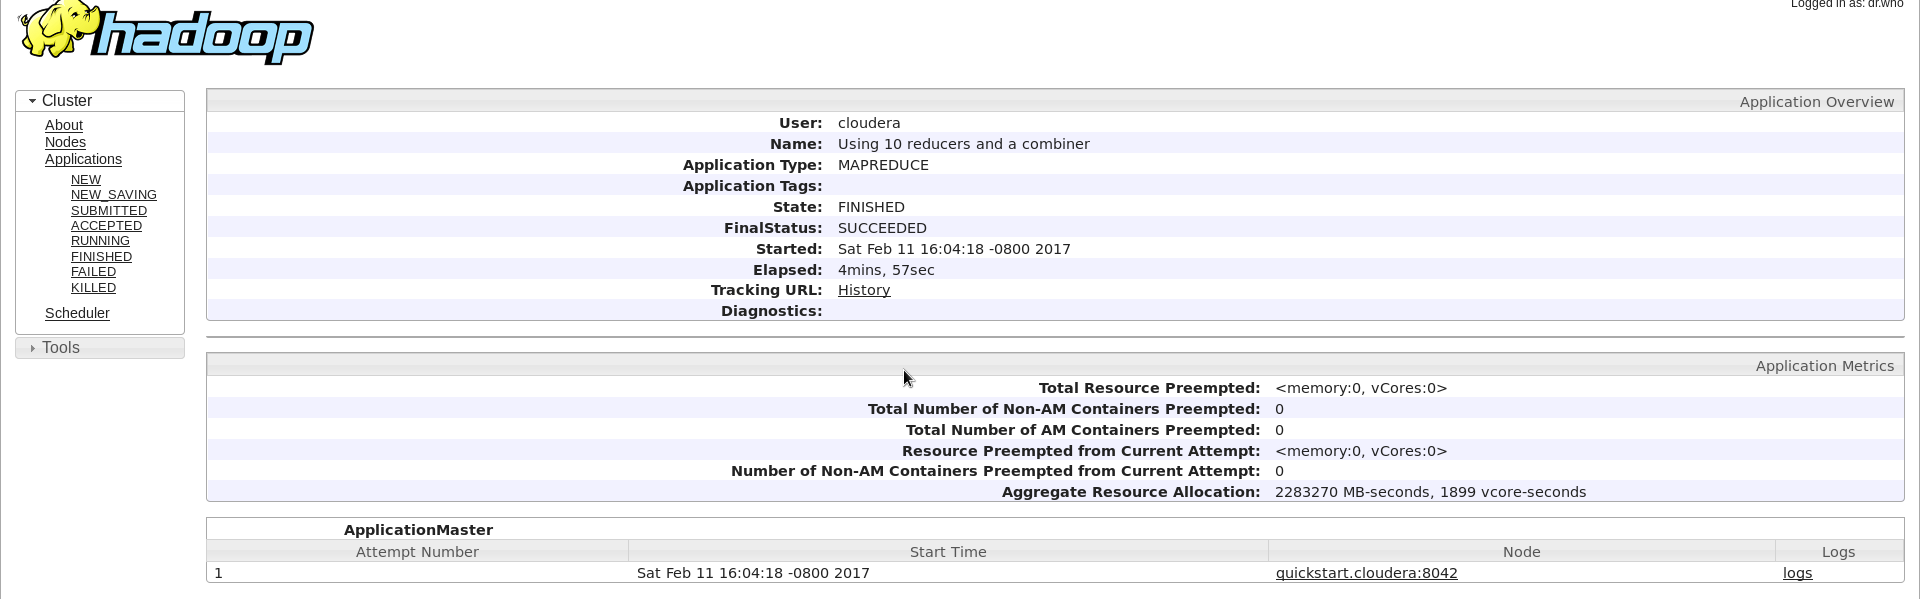 Logged in as: dr.who
hadoop
Cluster
About
Nodes
Applications
NEW
NEW_SAVING
SUBMITTED
ACCEPTED
RUNNING
FINISHED
FAILED
KILLED
Scheduler
Tools
Application Overview
User: cloudera
Name: Using 10 reducers and a combiner
Application Type: MAPREDUCE
Application Tags:
State: FINISHED
FinalStatus: SUCCEEDED
Started: Sat Feb 11 16:04:18 -0800 2017
Elapsed: 4mins, 57sec
Tracking URL: History
Diagnostics:
Application Metrics
Total Resource Preempted: <memory:0, vCores:0>
Total Number of Non-AM Containers Preempted: 0
Total Number of AM Containers Preempted: 0
Resource Preempted from Current Attempt: <memory:0, vCores:0>
Number of Non-AM Containers Preempted from Current Attempt: 0
Aggregate Resource Allocation: 2283270 MB-seconds, 1899 vcore-seconds
ApplicationMaster
Attempt Number Start Time Node Logs
1 Sat Feb 11 16:04:18 -0800 2017 quickstart.cloudera:8042 logs